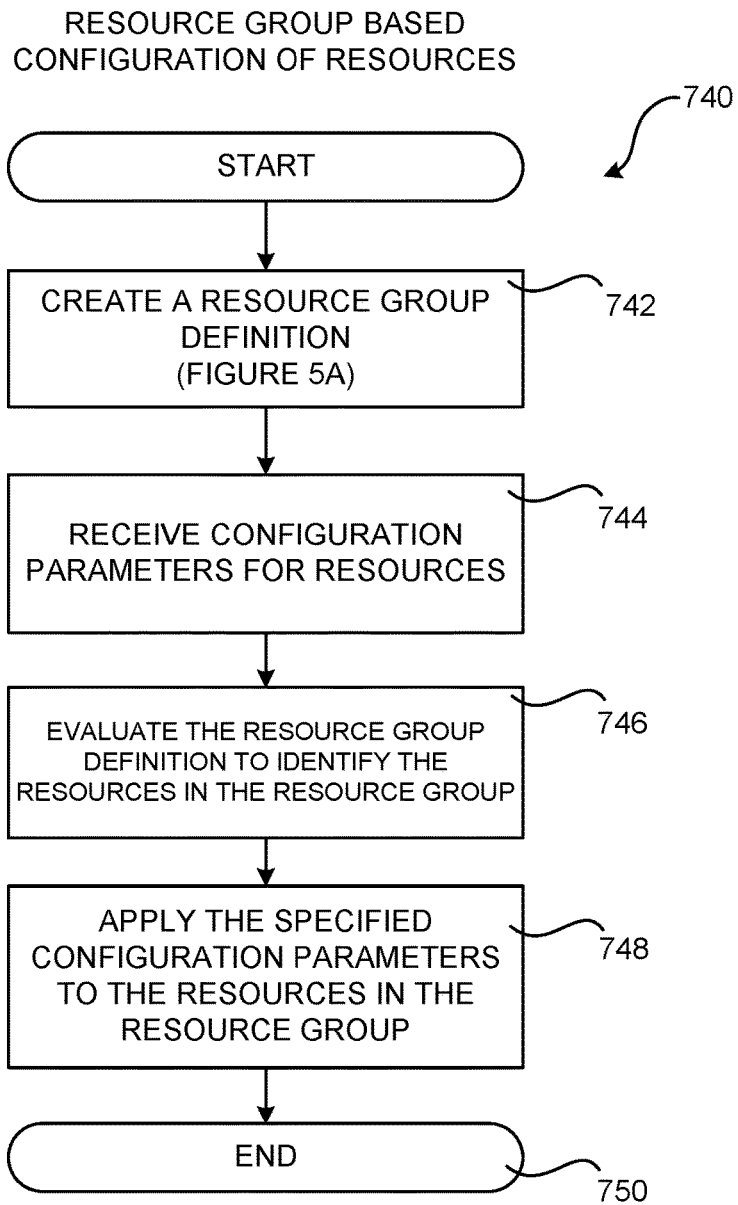 RESOURCE GROUP BASED
CONFIGURATION OF RESOURCES
740
START
CREATE A RESOURCE GROUP
DEFINITION
(FIGURE 5A)
742
RECEIVE CONFIGURATION
PARAMETERS FOR RESOURCES
744
EVALUATE THE RESOURCE GROUP
DEFINITION TO IDENTIFY THE
RESOURCES IN THE RESOURCE GROUP
746
APPLY THE SPECIFIED
CONFIGURATION PARAMETERS
TO THE RESOURCES IN THE
RESOURCE GROUP
748
END
750